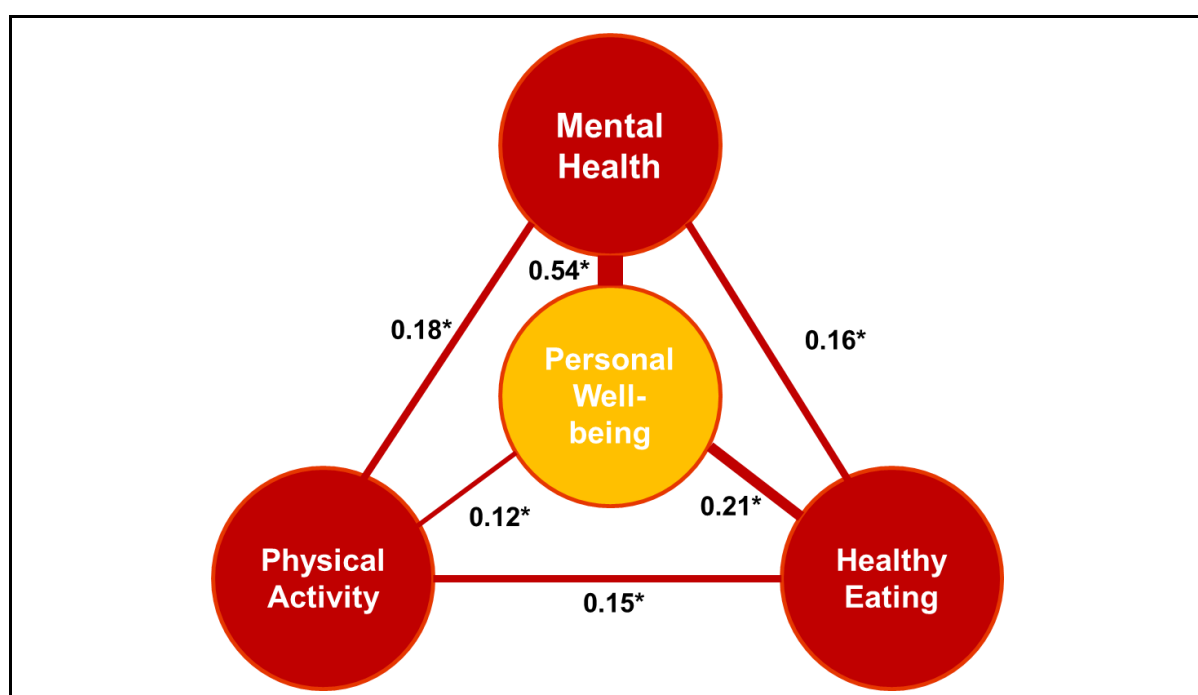 Mental
Health
0.54*
0.18*
0.16*
Personal
Well-
being
0.12*
0.21*
Physical
Activity
Healthy
Eating
0.15*